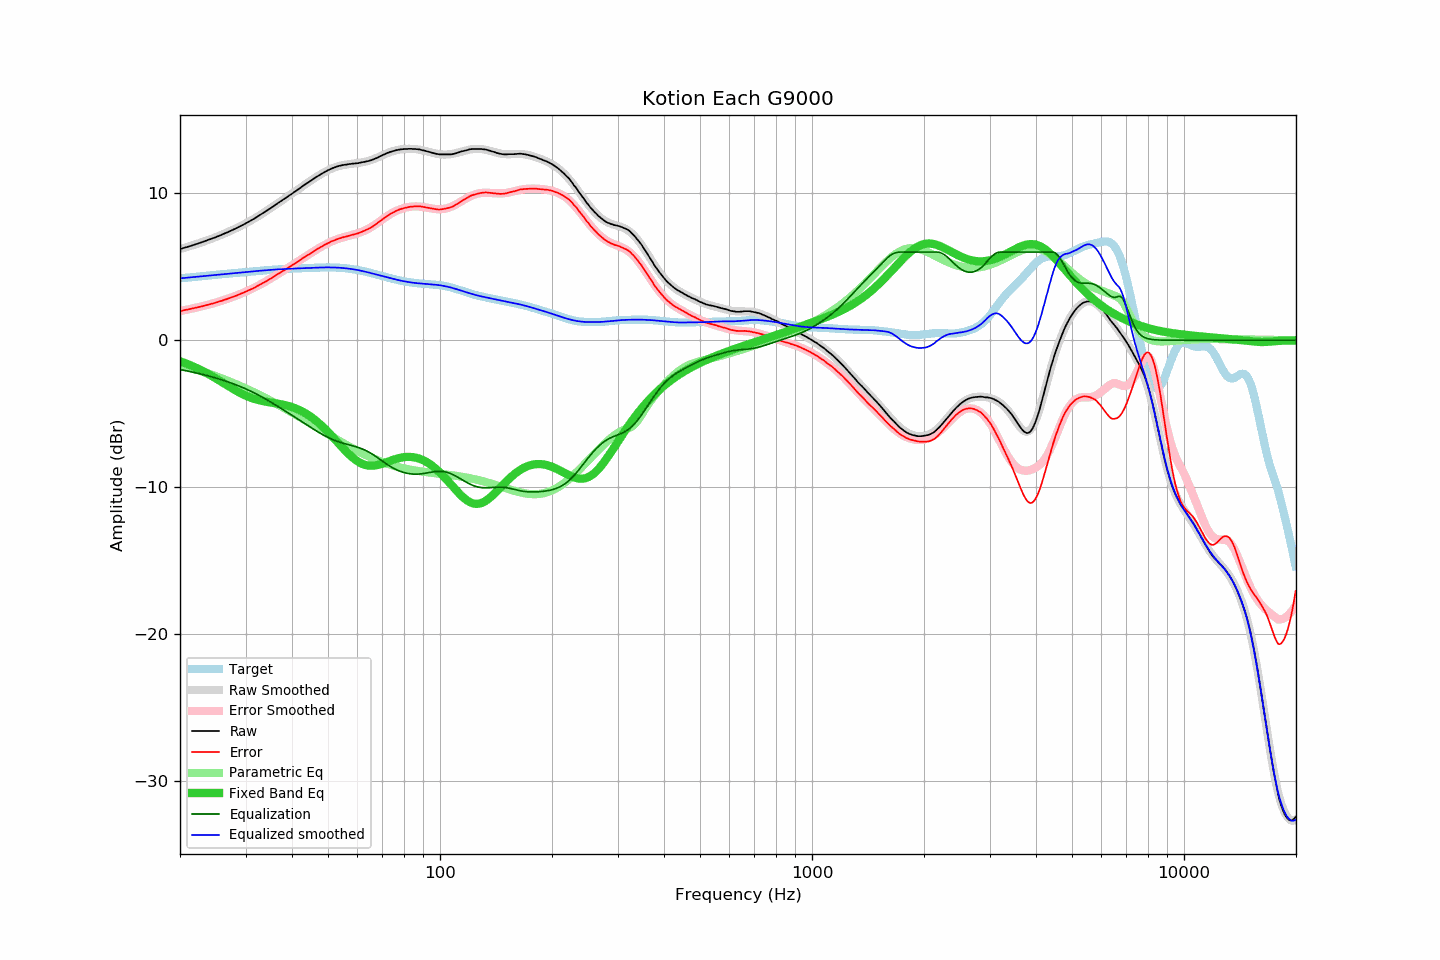 Kotion Each G9000
10
0
−10
−20
−30
Amplitude (dBr)
Target
Raw Smoothed
Error Smoothed
Raw
Error
Parametric Eq
Fixed Band Eq
Equalization
Equalized smoothed
100
1000
10000
Frequency (Hz)